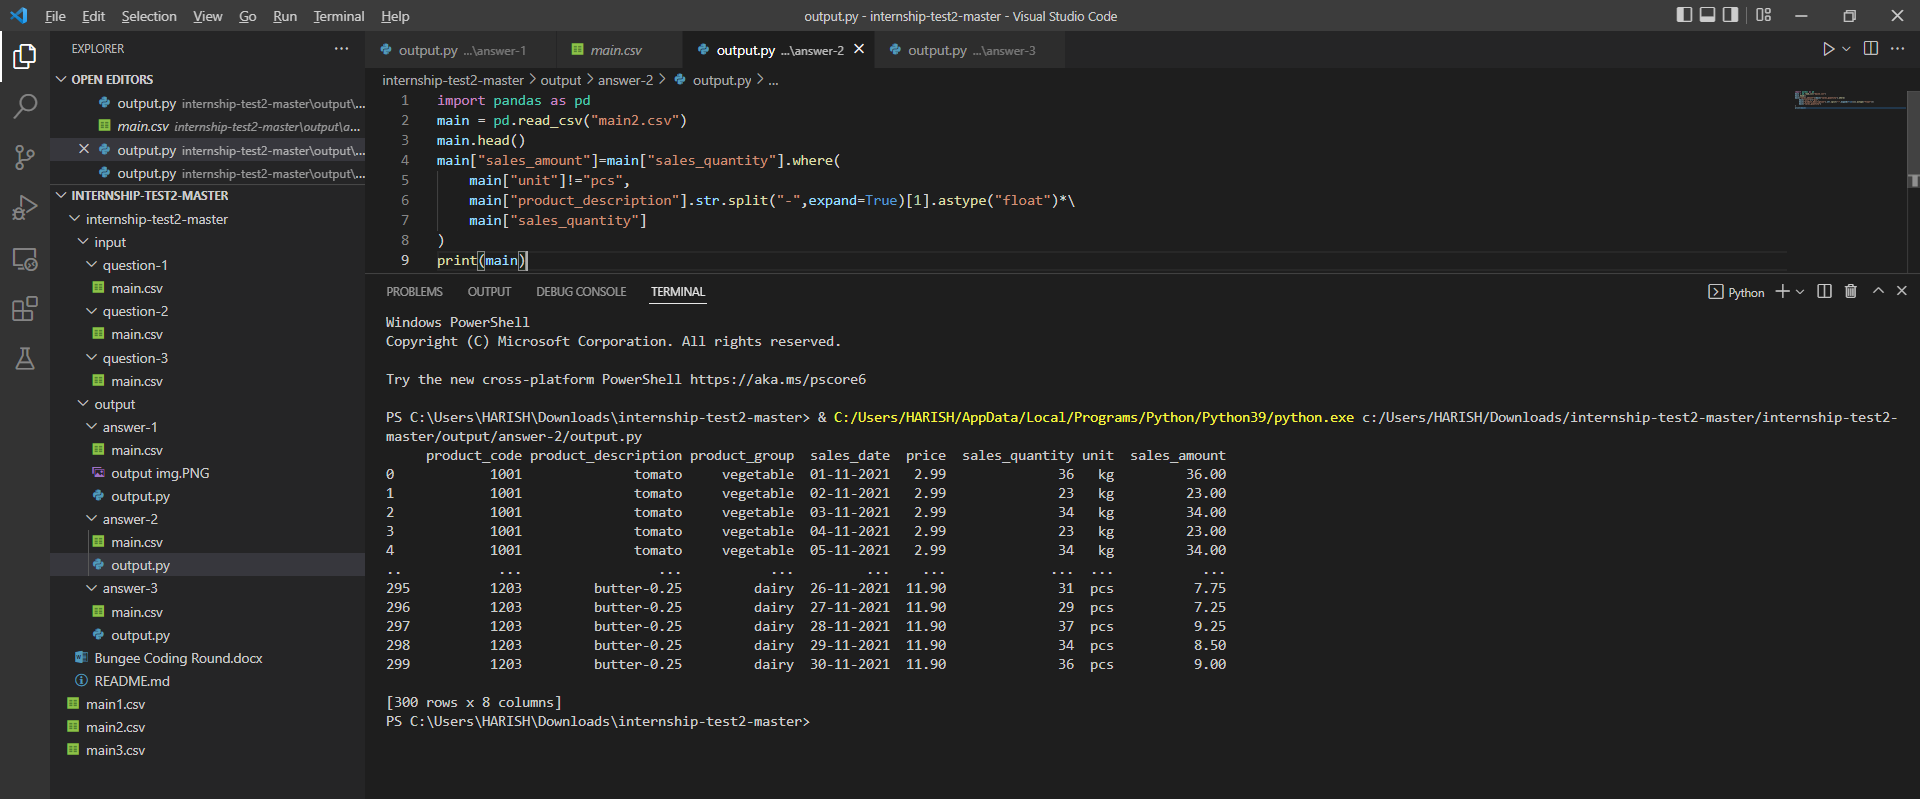 File Edit Selection View Go Run Terminal Help
output.py - internship-test2-master - Visual Studio Code
EXPLORER
OPEN EDITORS
output.py internship-test2-master\output\...
main.csv internship-test2-master\output\a...
output.py internship-test2-master\output\...
output.py internship-test2-master\output\...
INTERNSHIP-TEST2-MASTER
internship-test2-master
input
question-1
main.csv
question-2
main.csv
question-3
main.csv
output
answer-1
main.csv
output img.PNG
output.py
answer-2
main.csv
output.py
answer-3
main.csv
output.py
Bungee Coding Round.docx
README.md
main1.csv
main2.csv
main3.csv
output.py ...\answer-1
main.csv
output.py ...\answer-2
output.py ...\answer-3
internship-test2-master > output > answer-2 > output.py > ...
1 import pandas as pd
2 main = pd.read_csv("main2.csv")
3 main.head()
4 main["sales_amount"]=main["sales_quantity"].where(
5     main["unit"]!="pcs",
6     main["product_description"].str.split("-",expand=True)[1].astype("float")*\
7     main["sales_quantity"]
8 )
9 print(main)
PROBLEMS OUTPUT DEBUG CONSOLE TERMINAL
Python
Windows PowerShell
Copyright (C) Microsoft Corporation. All rights reserved.
Try the new cross-platform PowerShell https://aka.ms/pscore6
PS C:\Users\HARISH\Downloads\internship-test2-master> & C:/Users/HARISH/AppData/Local/Programs/Python/Python39/python.exe c:/Users/HARISH/Downloads/internship-test2-master/internship-test2-
master/output/answer-2/output.py
product_code product_description product_group sales_date price sales_quantity unit sales_amount
0 1001 tomato vegetable 01-11-2021 2.99 36 kg 36.00
1 1001 tomato vegetable 02-11-2021 2.99 23 kg 23.00
2 1001 tomato vegetable 03-11-2021 2.99 34 kg 34.00
3 1001 tomato vegetable 04-11-2021 2.99 23 kg 23.00
4 1001 tomato vegetable 05-11-2021 2.99 34 kg 34.00
.. ... ... ... ... ... ... ... ...
295 1203 butter-0.25 dairy 26-11-2021 11.90 31 pcs 7.75
296 1203 butter-0.25 dairy 27-11-2021 11.90 29 pcs 7.25
297 1203 butter-0.25 dairy 28-11-2021 11.90 37 pcs 9.25
298 1203 butter-0.25 dairy 29-11-2021 11.90 34 pcs 8.50
299 1203 butter-0.25 dairy 30-11-2021 11.90 36 pcs 9.00
[300 rows x 8 columns]
PS C:\Users\HARISH\Downloads\internship-test2-master>